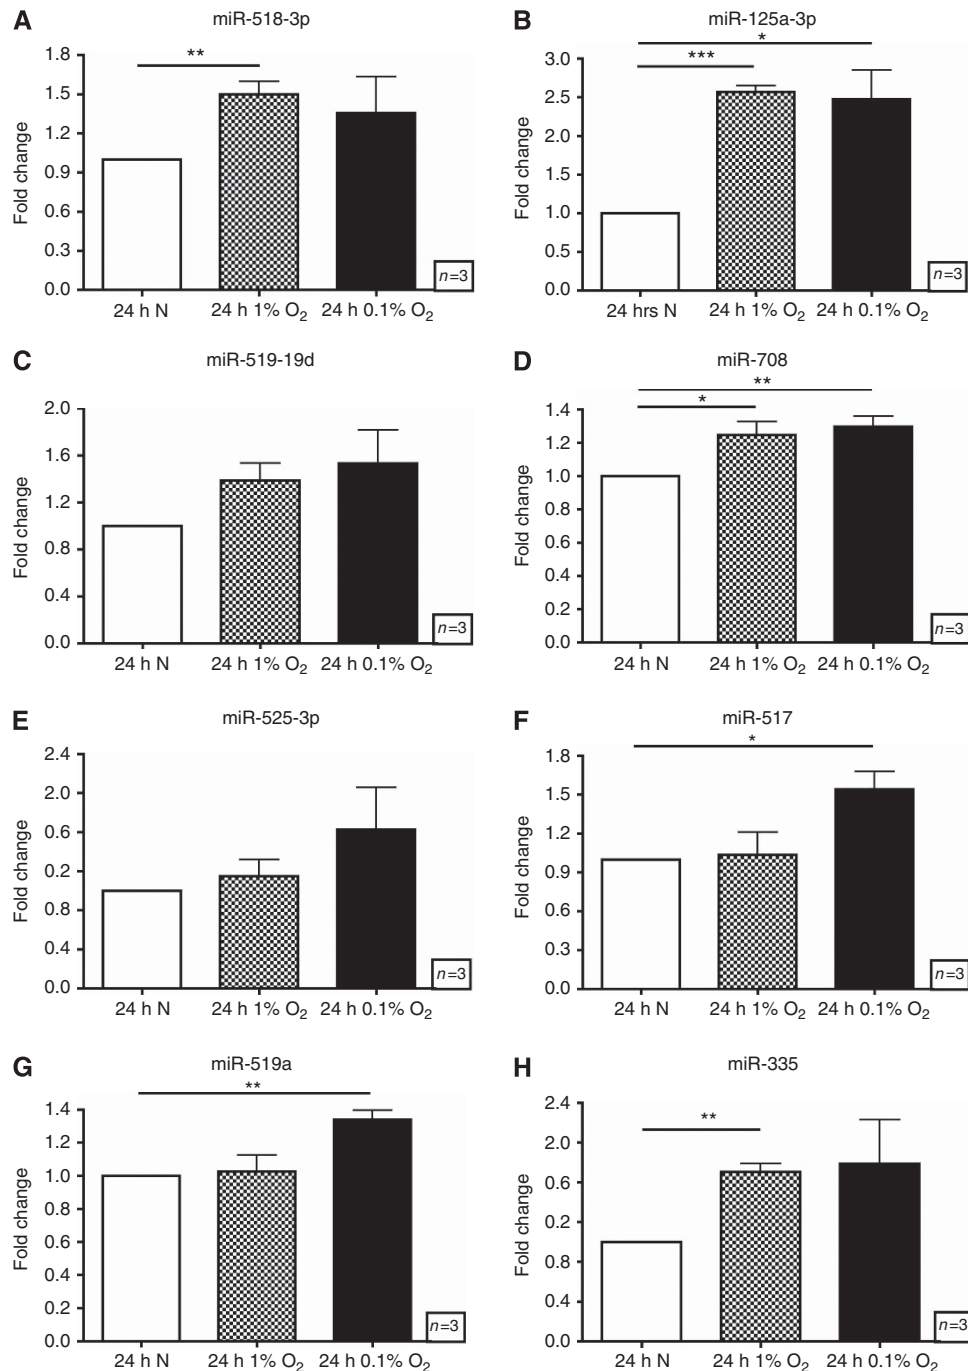 A
miR-518-3p
**
Fold change
1.8
1.5
1.2
0.9
0.6
0.3
0.0
n=3
24 h N
24 h 1% O2
24 h 0.1% O2
B
miR-125a-3p
*
***
Fold change
3.0
2.5
2.0
1.5
1.0
0.5
0.0
n=3
24 hrs N
24 h 1% O2
24 h 0.1% O2
C
miR-519-19d
Fold change
2.0
1.6
1.2
0.8
0.4
0.0
n=3
24 h N
24 h 1% O2
24 h 0.1% O2
D
miR-708
**
*
Fold change
1.4
1.2
1.0
0.8
0.6
0.4
0.2
0.0
n=3
24 h N
24 h 1% O2
24 h 0.1% O2
E
miR-525-3p
Fold change
2.4
2.0
0.6
0.2
0.8
0.4
0.0
n=3
24 h N
24 h 1% O2
24 h 0.1% O2
F
miR-517
*
Fold change
1.8
1.5
1.2
0.9
0.6
0.3
0.0
n=3
24 h N
24 h 1% O2
24 h 0.1% O2
G
miR-519a
**
Fold change
1.4
1.2
1.0
0.8
0.6
0.4
0.2
0.0
n=3
24 h N
24 h 1% O2
24 h 0.1% O2
H
miR-335
**
Fold change
2.4
2.0
0.6
0.2
0.8
0.4
0.0
n=3
24 h N
24 h 1% O2
24 h 0.1% O2